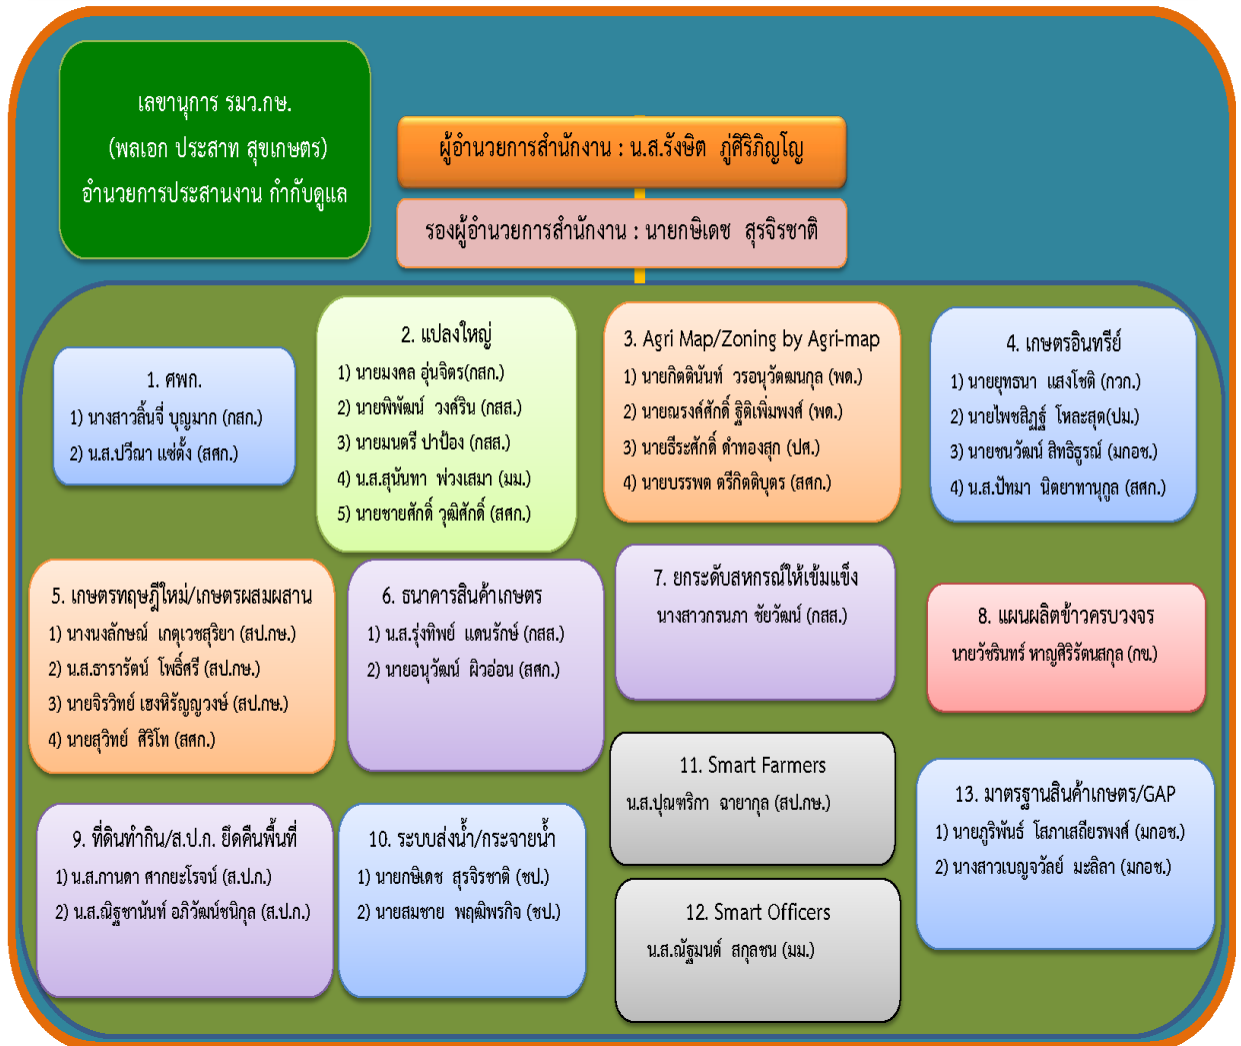 เลขานุการ รมว.กษ.
(พลเอก ประสาท สุขเกษตร)
อำนวยการประสานงาน กำกับดูแล
ผู้อำนวยการสำนักงาน : น.ส.รังษิต ภู่ศิริภิญโญ
รองผู้อำนวยการสำนักงาน : นายกษิเดช สุรจิรชาติ
1. ศพก.
1) นางสาวลิ้นจี่ บุญมาก (กสก.)
2) น.ส.ปวีณา แซ่ตั้ง (สศก.)
2. แปลงใหญ่
1) นายมงคล อุ่นจิตร(กสก.)
2) นายพิพัฒน์ วงศ์ริน (กสส.)
3) นายมนตรี ปาป้อง (กสส.)
4) น.ส.สุนันทา พ่วงเสมา (มม.)
5) นายชายศักดิ์ วุฒิศักดิ์ (สศก.)
3. Agri Map/Zoning by Agri-map
1) นายกิตตินันท์ วรอนุวัฒนกุล (พด.)
2) นายณรงค์ศักดิ์ ฐิติเพิ่มพงศ์ (พด.)
3) นายธีระศักดิ์ ดำทองสุก (ปศ.)
4) นายบรรพต ตรีกิตติบุตร (สศก.)
4. เกษตรอินทรีย์
1) นายยุทธนา แสงโชติ (กวก.)
2) นายไพชสิฏฐ์ โหละสุต(ปม.)
3) นายชนวัฒน์ สิทธิธูรณ์ (มกอช.)
4) น.ส.ปัทมา นิตยาทานุกูล (สศก.)
5. เกษตรทฤษฎีใหม่/เกษตรผสมผสาน
1) นางนงลักษณ์ เกตุเวชสุริยา (สป.กษ.)
2) น.ส.ธารารัตน์ โพธิ์ศรี (สป.กษ.)
3) นายจิรวิทย์ เฮงหิรัญญวงษ์ (สป.กษ.)
4) นายสุวิทย์ ศิริโท (สศก.)
6. ธนาคารสินค้าเกษตร
1) น.ส.รุ่งทิพย์ แดนรักษ์ (กสส.)
2) นายอนุวัฒน์ ผิวอ่อน (สศก.)
7. ยกระดับสหกรณ์ให้เข้มแข็ง
นางสาวกรนภา ชัยวัฒน์ (กสส.)
8. แผนผลิตข้าวครบวงจร
นายวัชรินทร์ หาญศิริรัตนสกุล (กข.)
9. ที่ดินทำกิน/ส.ป.ก. ยึดคืนพื้นที่
1) น.ส.กานดา ศากยะโรจน์ (ส.ป.ก.)
2) น.ส.ณิฐชานันท์ อภิวัฒน์ชนิกุล (ส.ป.ก.)
10. ระบบส่งน้ำ/กระจายน้ำ
1) นายกษิเดช สุรจิรชาติ (ชป.)
2) นายสมชาย พฤฒิพรกิจ (ชป.)
11. Smart Farmers
น.ส.ปุณฑริกา ฉายากุล (สป.กษ.)
12. Smart Officers
น.ส.ณัฐมนต์ สกุลชน (มม.)
13. มาตรฐานสินค้าเกษตร/GAP
1) นายภูริพันธ์ โสภาเสถียรพงศ์ (มกอช.)
2) นางสาวเบญจวัลย์ มะลิลา (มกอช.)